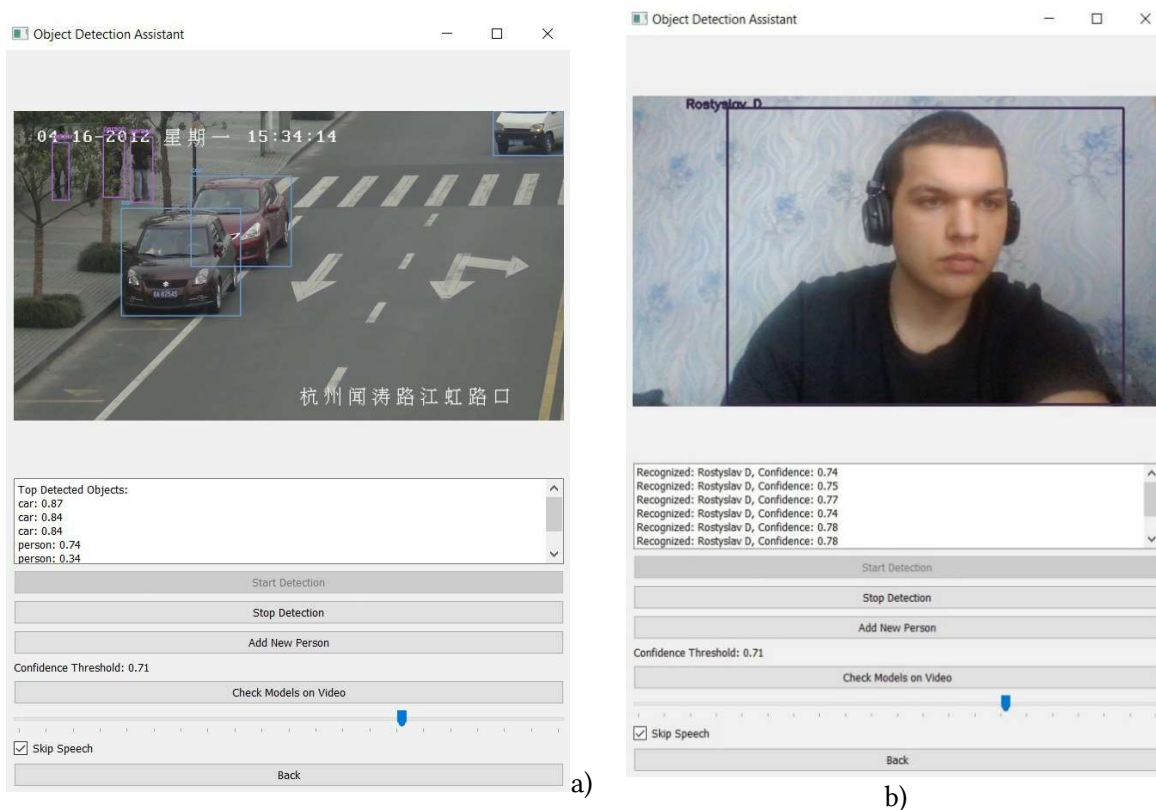 Object Detection Assistant
04-16-2012 星期一 15:34:14
杭州闻涛路江虹路口
Top Detected Objects:
car: 0.87
car: 0.84
car: 0.84
person: 0.74
person: 0.34
Start Detection
Stop Detection
Add New Person
Confidence Threshold: 0.71
Check Models on Video
Skip Speech
Back
a)
Object Detection Assistant
Rostyslav D
Recognized: Rostyslav D, Confidence: 0.74
Recognized: Rostyslav D, Confidence: 0.75
Recognized: Rostyslav D, Confidence: 0.77
Recognized: Rostyslav D, Confidence: 0.74
Recognized: Rostyslav D, Confidence: 0.78
Recognized: Rostyslav D, Confidence: 0.78
Start Detection
Stop Detection
Add New Person
Confidence Threshold: 0.71
Check Models on Video
Skip Speech
Back
b)